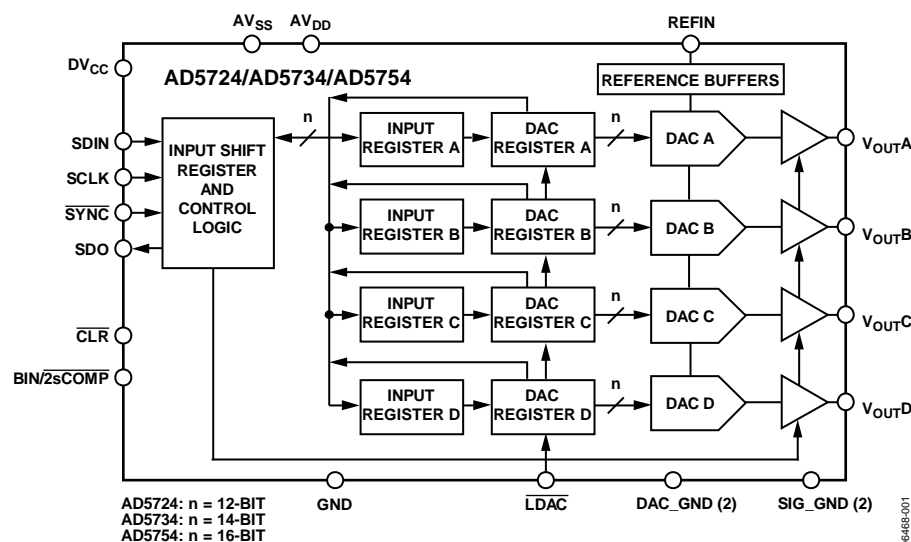 AVSS AVDD REFIN
DVCC
AD5724/AD5734/AD5754
REFERENCE BUFFERS
n n
SDIN
INPUT SHIFT
REGISTER
AND
CONTROL
LOGIC
INPUT
REGISTER A
DAC
REGISTER A
DAC A
VOUTA
SCLK
SYNC
SDO
n
INPUT
REGISTER B
DAC
REGISTER B
DAC B
VOUTB
n
INPUT
REGISTER C
DAC
REGISTER C
DAC C
VOUTC
CLR
BIN/2sCOMP
n
INPUT
REGISTER D
DAC
REGISTER D
DAC D
VOUTD
AD5724: n = 12-BIT
AD5734: n = 14-BIT
AD5754: n = 16-BIT
GND LDAC DAC_GND (2) SIG_GND (2)